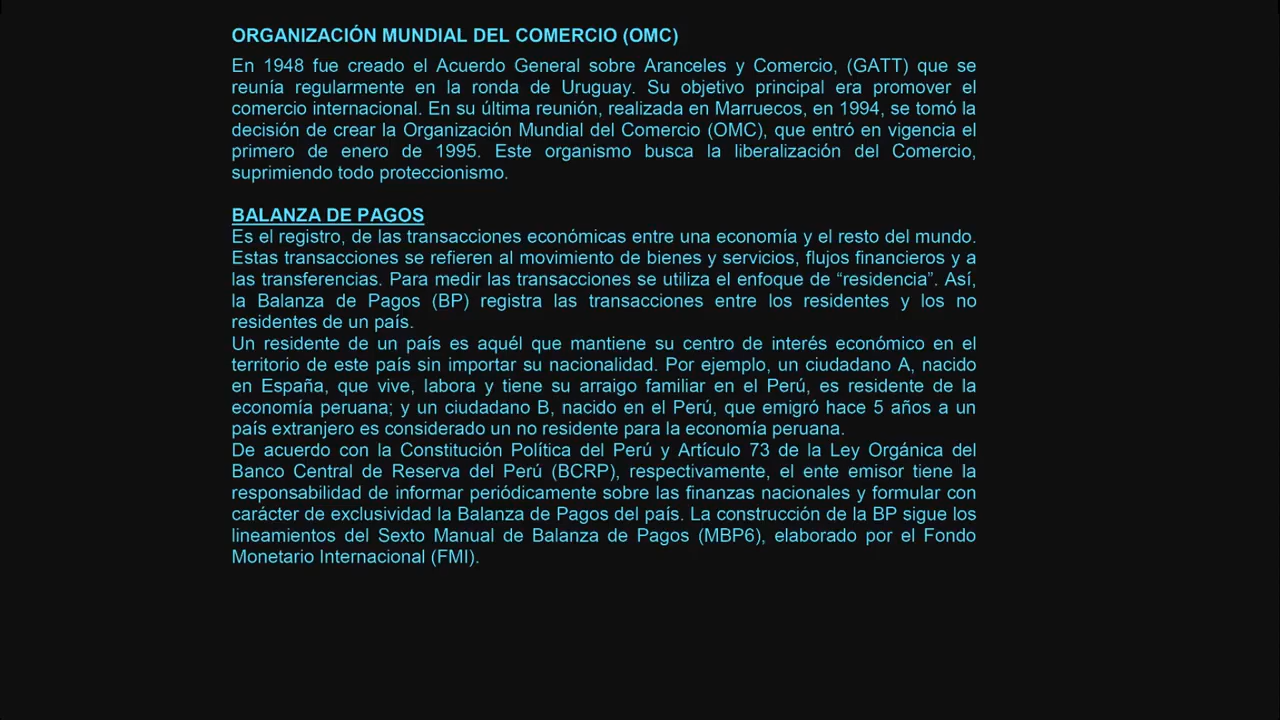 ORGANIZACIÓN MUNDIAL DEL COMERCIO (OMC)
En 1948 fue creado el Acuerdo General sobre Aranceles y Comercio, (GATT) que se
reunía regularmente en la ronda de Uruguay. Su objetivo principal era promover el
comercio internacional. En su última reunión, realizada en Marruecos, en 1994, se tomó la
decisión de crear la Organización Mundial del Comercio (OMC), que entró en vigencia el
primero de enero de 1995. Este organismo busca la liberalización del Comercio,
suprimiendo todo proteccionismo.
BALANZA DE PAGOS
Es el registro, de las transacciones económicas entre una economía y el resto del mundo.
Estas transacciones se refieren al movimiento de bienes y servicios, flujos financieros y a
las transferencias. Para medir las transacciones se utiliza el enfoque de “residencia”. Así,
la Balanza de Pagos (BP) registra las transacciones entre los residentes y los no
residentes de un país.
Un residente de un país es aquél que mantiene su centro de interés económico en el
territorio de este país sin importar su nacionalidad. Por ejemplo, un ciudadano A, nacido
en España, que vive, labora y tiene su arraigo familiar en el Perú, es residente de la
economía peruana; y un ciudadano B, nacido en el Perú, que emigró hace 5 años a un
país extranjero es considerado un no residente para la economía peruana.
De acuerdo con la Constitución Política del Perú y Artículo 73 de la Ley Orgánica del
Banco Central de Reserva del Perú (BCRP), respectivamente, el ente emisor tiene la
responsabilidad de informar periódicamente sobre las finanzas nacionales y formular con
carácter de exclusividad la Balanza de Pagos del país. La construcción de la BP sigue los
lineamientos del Sexto Manual de Balanza de Pagos (MBP6), elaborado por el Fondo
Monetario Internacional (FMI).